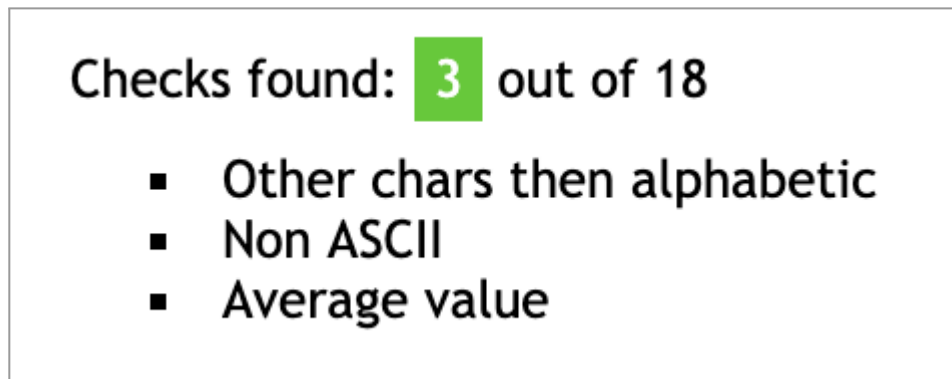 Checks found: 3 out of 18
Other chars then alphabetic
Non ASCII
Average value